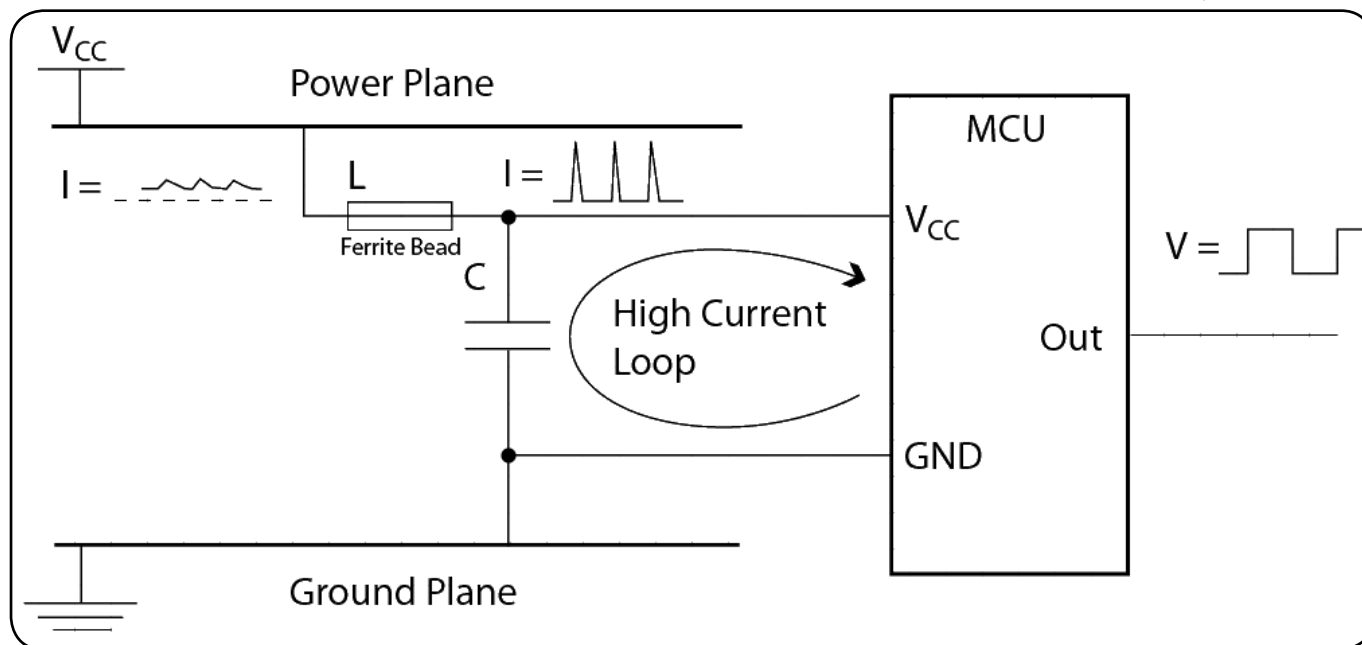 VCC
Power Plane
MCU
I =
L
I =
VCC
Ferrite Bead
V =
C
High Current
Loop
Out
GND
Ground Plane